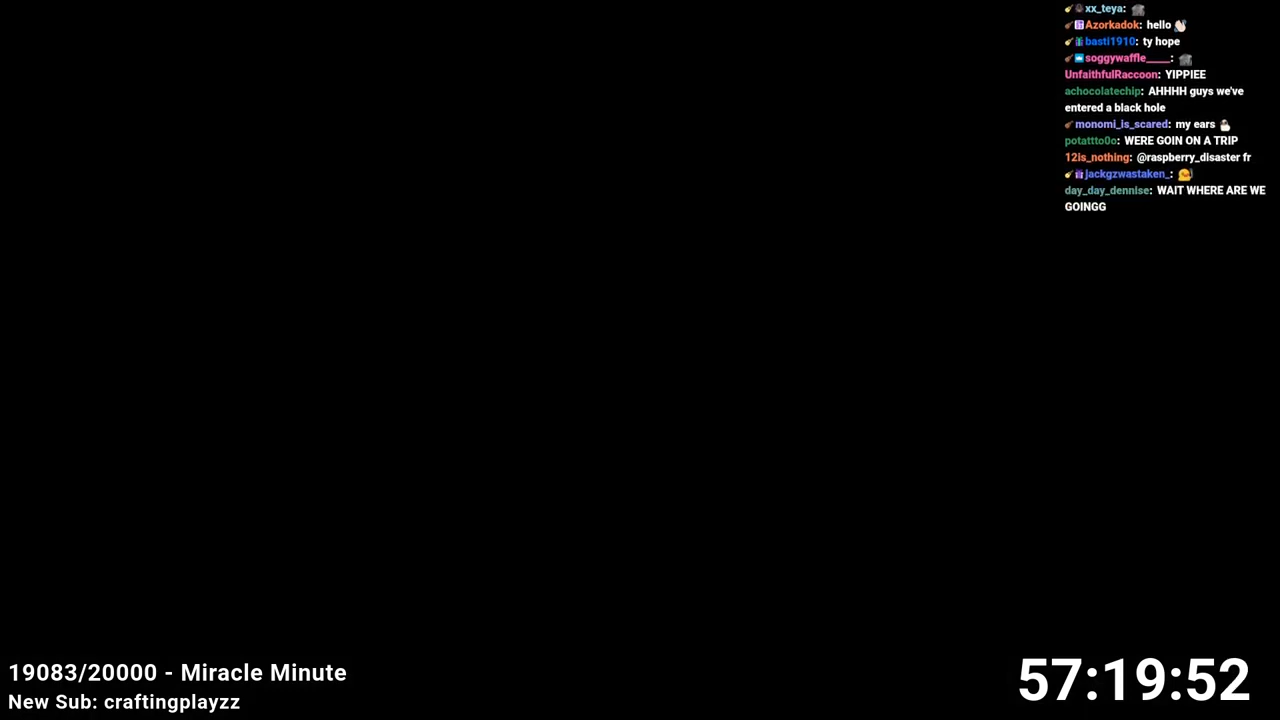 xx_teya:
Azorkadok: hello
basti1910: ty hope
soggywaffle____:
UnfaithfulRaccoon: YIPPIEE
achocolatechip: AHHHH guys we've
entered a black hole
monomi_is_scared: my ears
potattto0o: WERE GOIN ON A TRIP
12is_nothing: @raspberry_disaster fr
jackgzwastaken_:
day_day_dennise: WAIT WHERE ARE WE
GOINGG
19083/20000 - Miracle Minute
New Sub: craftingplayzz
57:19:52